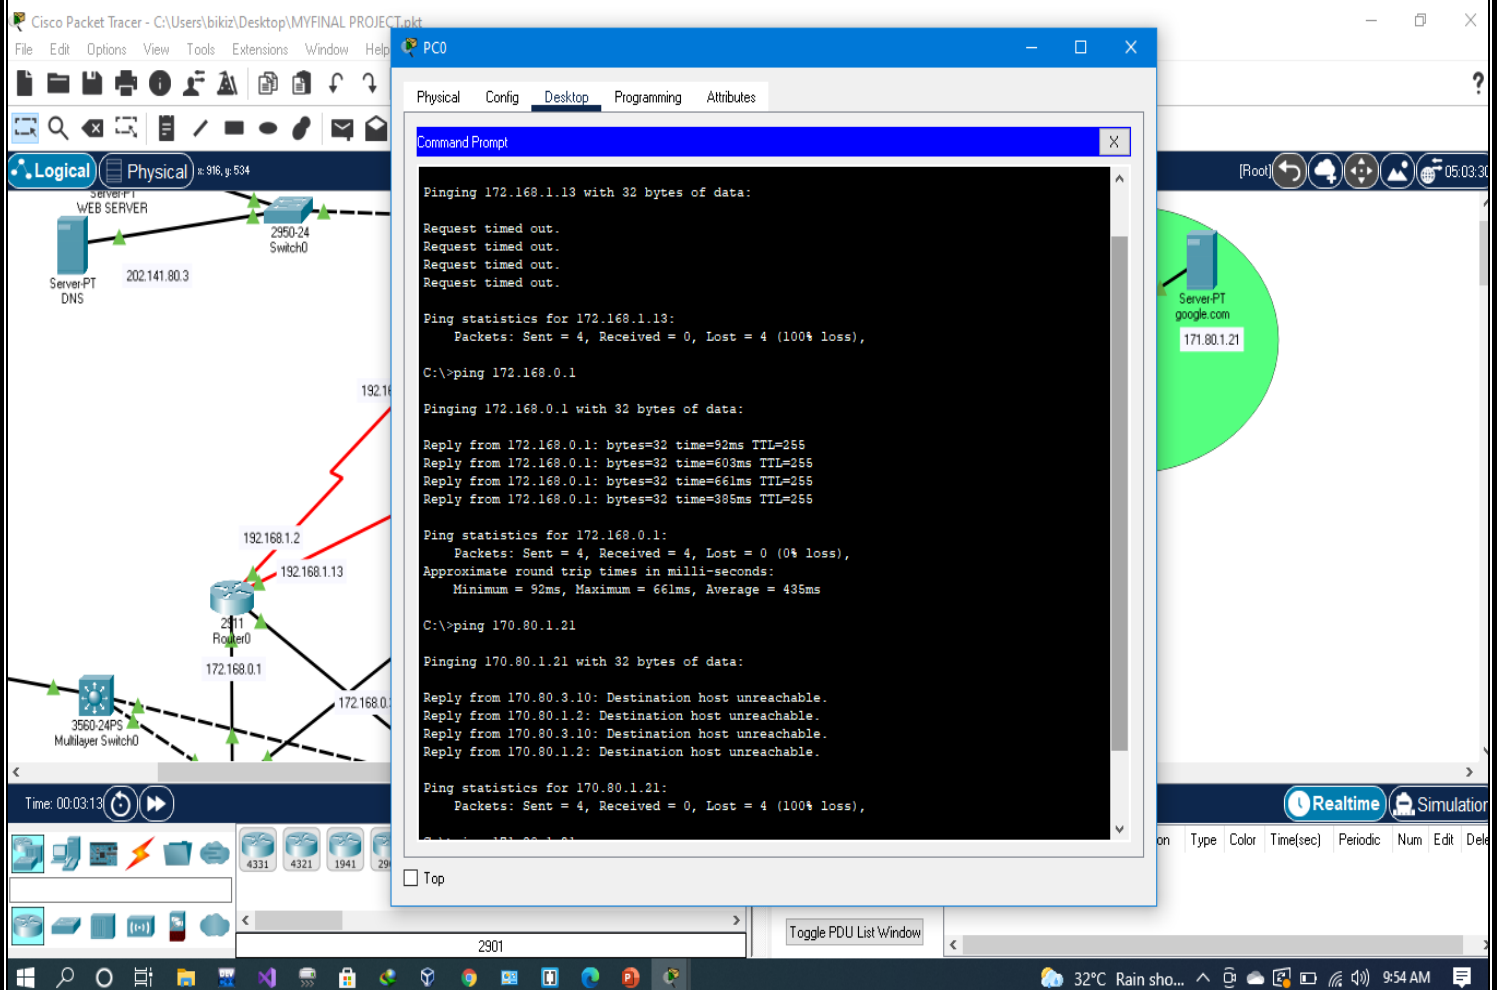 Cisco Packet Tracer - C:\Users\bikiz\Desktop\MYFINAL PROJECT.pkt
File Edit Options View Tools Extensions Window Help
PC0
Physical Config Desktop Programming Attributes
Command Prompt X
Logical Physical x: 916, y: 534
[Root] 05:03:30
Server-PT
WEB SERVER
2950-24
Switch0
Server-PT
DNS
202.141.80.3
192.16
192.168.1.2
192.168.1.13
2911
Router0
172.168.0.1
172.168.0.
3560-24PS
Multilayer Switch0
Pinging 172.168.1.13 with 32 bytes of data:
Request timed out.
Request timed out.
Request timed out.
Request timed out.
Ping statistics for 172.168.1.13:
Packets: Sent = 4, Received = 0, Lost = 4 (100% loss),
C:\>ping 172.168.0.1
Pinging 172.168.0.1 with 32 bytes of data:
Reply from 172.168.0.1: bytes=32 time=92ms TTL=255
Reply from 172.168.0.1: bytes=32 time=603ms TTL=255
Reply from 172.168.0.1: bytes=32 time=661ms TTL=255
Reply from 172.168.0.1: bytes=32 time=385ms TTL=255
Ping statistics for 172.168.0.1:
Packets: Sent = 4, Received = 4, Lost = 0 (0% loss),
Approximate round trip times in milli-seconds:
Minimum = 92ms, Maximum = 661ms, Average = 435ms
C:\>ping 170.80.1.21
Pinging 170.80.1.21 with 32 bytes of data:
Reply from 170.80.3.10: Destination host unreachable.
Reply from 170.80.1.2: Destination host unreachable.
Reply from 170.80.3.10: Destination host unreachable.
Reply from 170.80.1.2: Destination host unreachable.
Ping statistics for 170.80.1.21:
Packets: Sent = 4, Received = 0, Lost = 4 (100% loss),
Top
Server-PT
google.com
171.80.1.21
Time: 00:03:13
Realtime Simulation
4331 4321 1941 29
2901
Toggle PDU List Window
on Type Color Time(sec) Periodic Num Edit Dele
32°C Rain sho... 9:54 AM